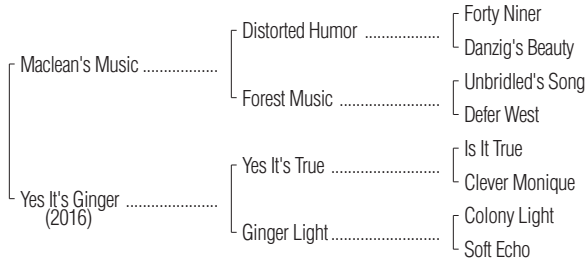 Forty Niner
Distorted Humor ..................
Danzig's Beauty
Maclean's Music ..................
Unbridled's Song
Forest Music ........................
Defer West
Is It True
Yes It's True ..........................
Clever Monique
Yes It's Ginger ......................
(2016)
Colony Light
Ginger Light..........................
Soft Echo